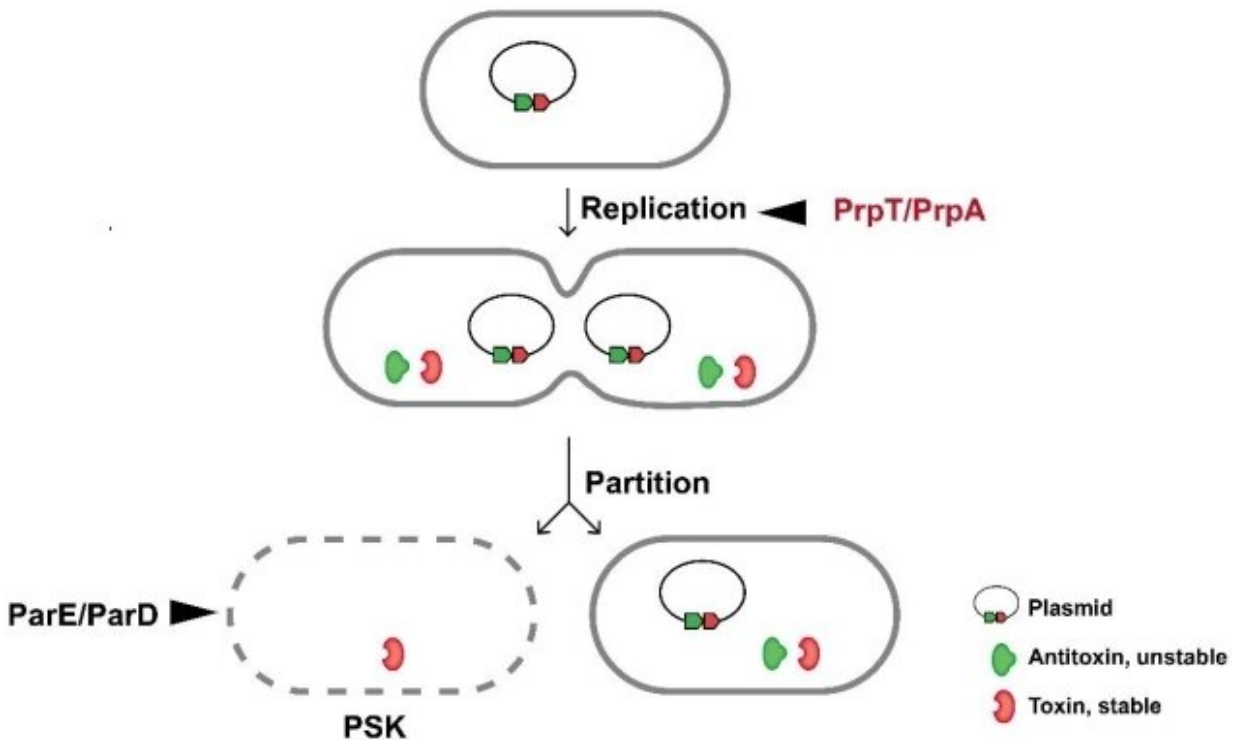 Replication
PrpT/PrpA
Partition
ParE/ParD
PSK
Plasmid
Antitoxin, unstable
Toxin, stable